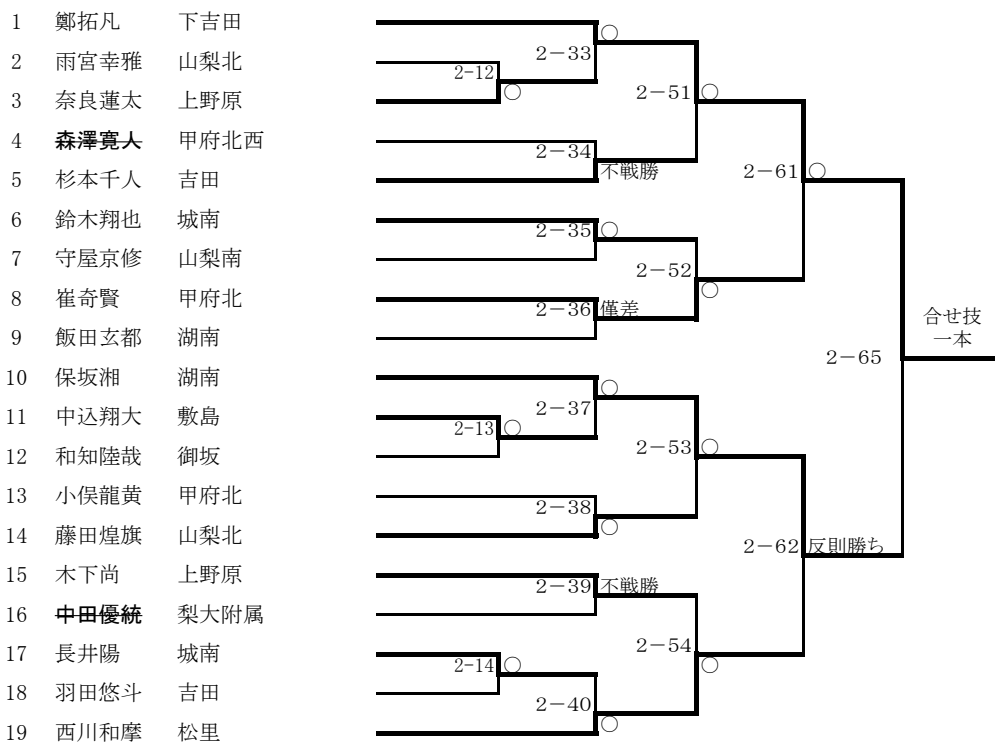 1 鄭拓凡 下吉田
2 雨宮幸雅 山梨北
3 奈良蓮太 上野原
4 森澤寛人 甲府北西
5 杉本千人 吉田
6 鈴木翔也 城南
7 守屋京修 山梨南
8 崔奇賢 甲府北
9 飯田玄都 湖南
10 保坂湘 湖南
11 中込翔大 敷島
12 和知陸哉 御坂
13 小俣龍黄 甲府北
14 藤田煌旗 山梨北
15 木下尚 上野原
16 中田優統 梨大附属
17 長井陽 城南
18 羽田悠斗 吉田
19 西川和摩 松里
2-12 ○
2-13 ○
2-14 ○
2-33 ○
2-34 不戦勝
2-35 ○
2-36 僅差
2-37 ○
2-38 ○
2-39 不戦勝
2-40 ○
2-51 ○
2-52 ○
2-53 ○
2-54 ○
2-61 ○
2-62 反則勝ち
2-65
合せ技
一本